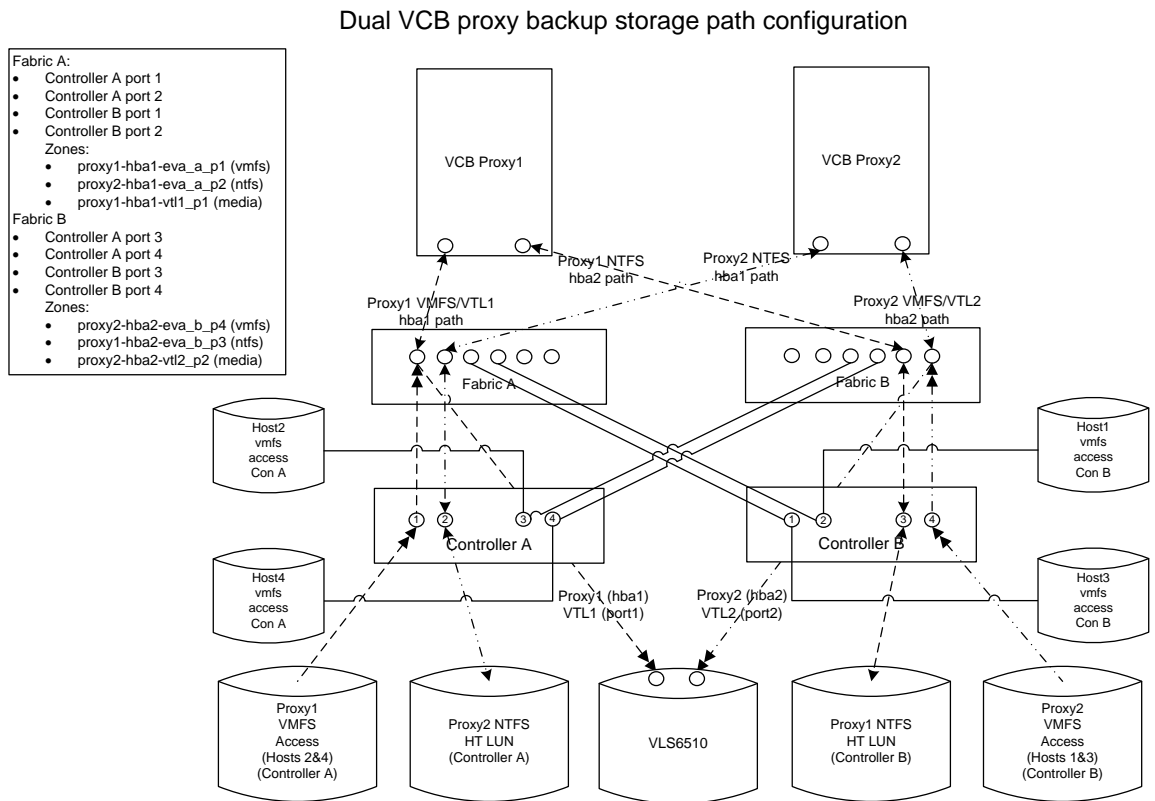 Dual VCB proxy backup storage path configuration
Fabric A:
• Controller A port 1
• Controller A port 2
• Controller B port 1
• Controller B port 2
Zones:
• proxy1-hba1-eva_a_p1 (vmfs)
• proxy2-hba1-eva_a_p2 (ntfs)
• proxy1-hba1-vtl1_p1 (media)
Fabric B
• Controller A port 3
• Controller A port 4
• Controller B port 3
• Controller B port 4
Zones:
• proxy2-hba2-eva_b_p4 (vmfs)
• proxy1-hba2-eva_b_p3 (ntfs)
• proxy2-hba2-vtl2_p2 (media)
VCB Proxy1
VCB Proxy2
Proxy1 NTFS
hba2 path
Proxy2 NTFS
hba1 path
Proxy1 VMFS/VTL1
hba1 path
Proxy2 VMFS/VTL2
hba2 path
Fabric A
Fabric B
Host2
vmfs
access
Con A
Host1
vmfs
access
Con B
1
2
3
4
Controller A
1
2
3
4
Controller B
Host4
vmfs
access
Con A
Host3
vmfs
access
Con B
Proxy1 (hba1)
VTL1 (port1)
Proxy2 (hba2)
VTL2 (port2)
Proxy1
VMFS
Access
(Hosts 2&4)
(Controller A)
Proxy2 NTFS
HT LUN
(Controller A)
VLS6510
Proxy1 NTFS
HT LUN
(Controller B)
Proxy2
VMFS
Access
(Hosts 1&3)
(Controller B)